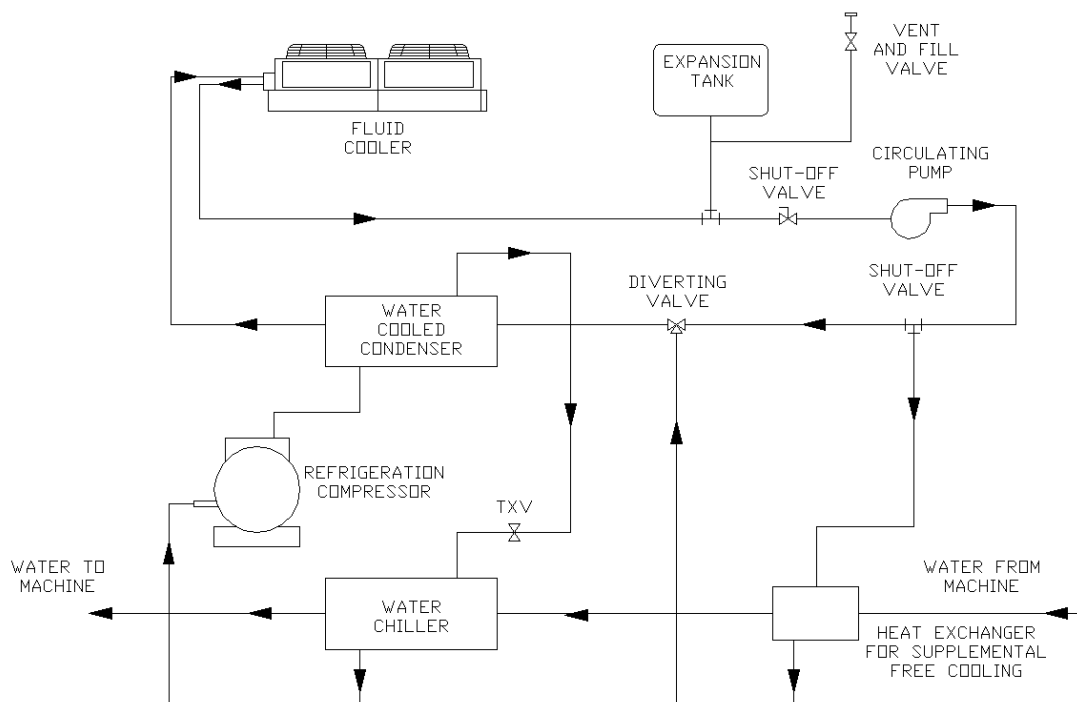 VENT
AND FILL
VALVE
EXPANSION
TANK
FLUID
COOLER
CIRCULATING
PUMP
SHUT-OFF
VALVE
SHUT-OFF
VALVE
DIVERTING
VALVE
WATER
COOLED
CONDENSER
REFRIGERATION
COMPRESSOR
TXV
WATER TO
MACHINE
WATER FROM
MACHINE
WATER
CHILLER
HEAT EXCHANGER
FOR SUPPLEMENTAL
FREE COOLING